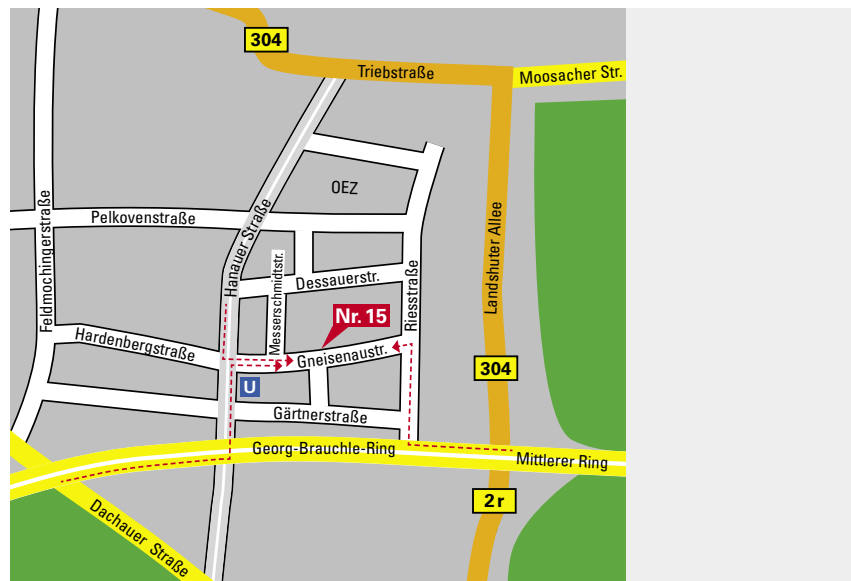 304
Triebstraße
Moosacher Str.
OEZ
Pelkovenstraße
Hanauer Straße
Feldmochingerstraße
Landshuter Allee
Messerschmidtstr.
Dessauerstr.
Riesstraße
Nr. 15
Hardenbergstraße
Gneisenaustr.
304
U
Gärtnerstraße
Georg-Brauchle-Ring
Mittlerer Ring
2 r
Dachauer Straße